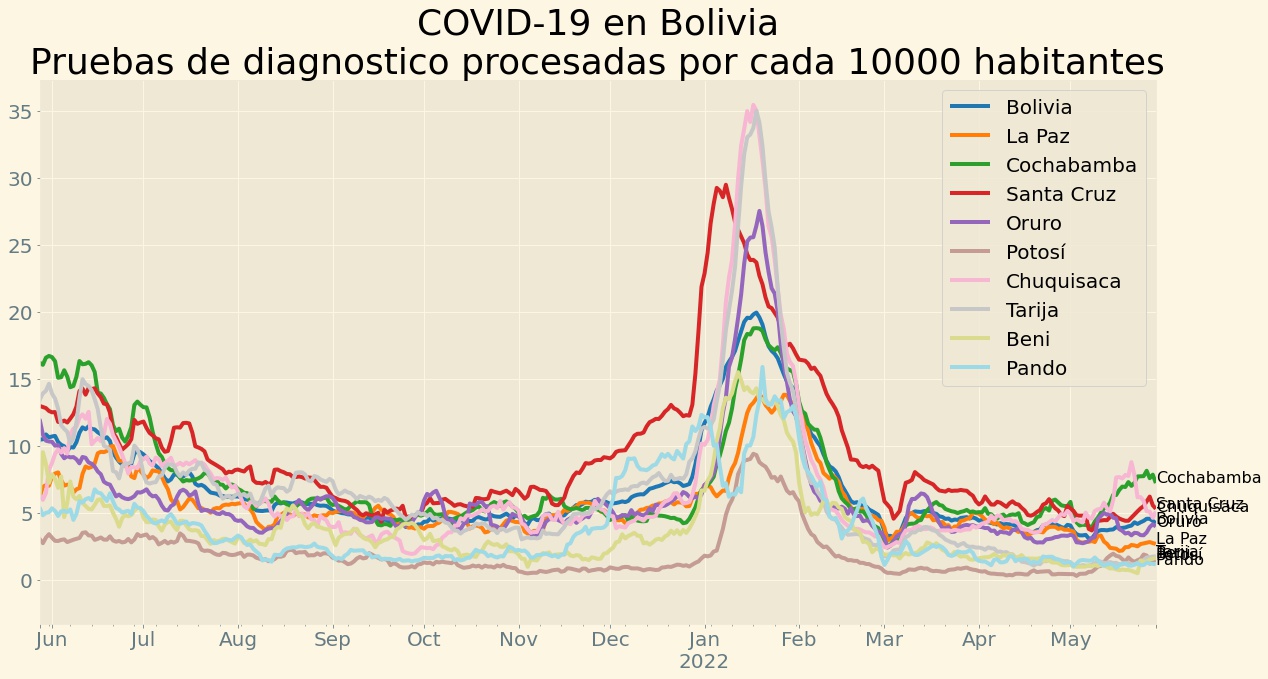 COVID-19 en Bolivia
Pruebas de diagnostico procesadas por cada 10000 habitantes
35
30
25
20
15
10
5
0
Bolivia
La Paz
Cochabamba
Santa Cruz
Oruro
Potosí
Chuquisaca
Tarija
Beni
Pando
Cochabamba
Santa Cruz
Chuquisaca
Bolivia
Oruro
La Paz
Pando
Jun Jul Aug Sep Oct Nov Dec Jan Feb Mar Apr May
2022